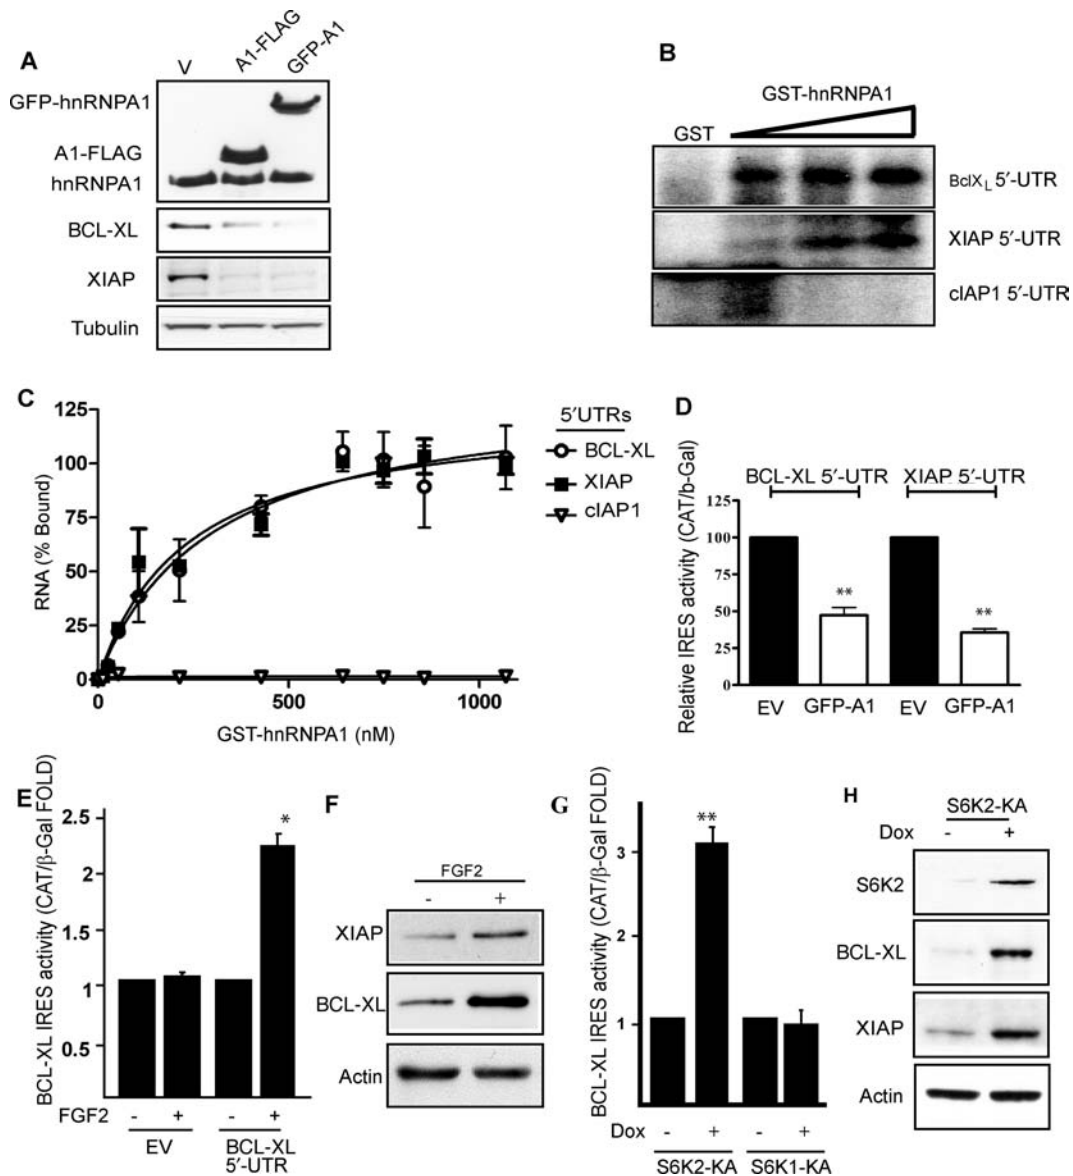 A
V
A1-FLAG
GFP-A1
GFP-hnRNPA1
A1-FLAG
hnRNPA1
BCL-XL
XIAP
Tubulin
B
GST-hnRNPA1
GST
BclXL 5′-UTR
XIAP 5′-UTR
cIAP1 5′-UTR
C
RNA (% Bound)
125
100
75
50
25
0
0
500
1000
GST-hnRNPA1 (nM)
5′UTRs
BCL-XL
XIAP
cIAP1
D
Relative IRES activity (CAT/b-Gal)
BCL-XL 5′-UTR
XIAP 5′-UTR
125
100
75
50
25
0
**
**
EV
GFP-A1
EV
GFP-A1
E
BCL-XL IRES activity (CAT/β-Gal FOLD)
2.5
2
1.5
1
0.5
*
FGF2
-
+
-
+
EV
BCL-XL
5′-UTR
F
FGF2
-
+
XIAP
BCL-XL
Actin
G
BCL-XL IRES activity (CAT/β-Gal FOLD)
3
2
1
**
Dox
-
+
-
+
S6K2-KA
S6K1-KA
H
S6K2-KA
Dox
-
+
S6K2
BCL-XL
XIAP
Actin